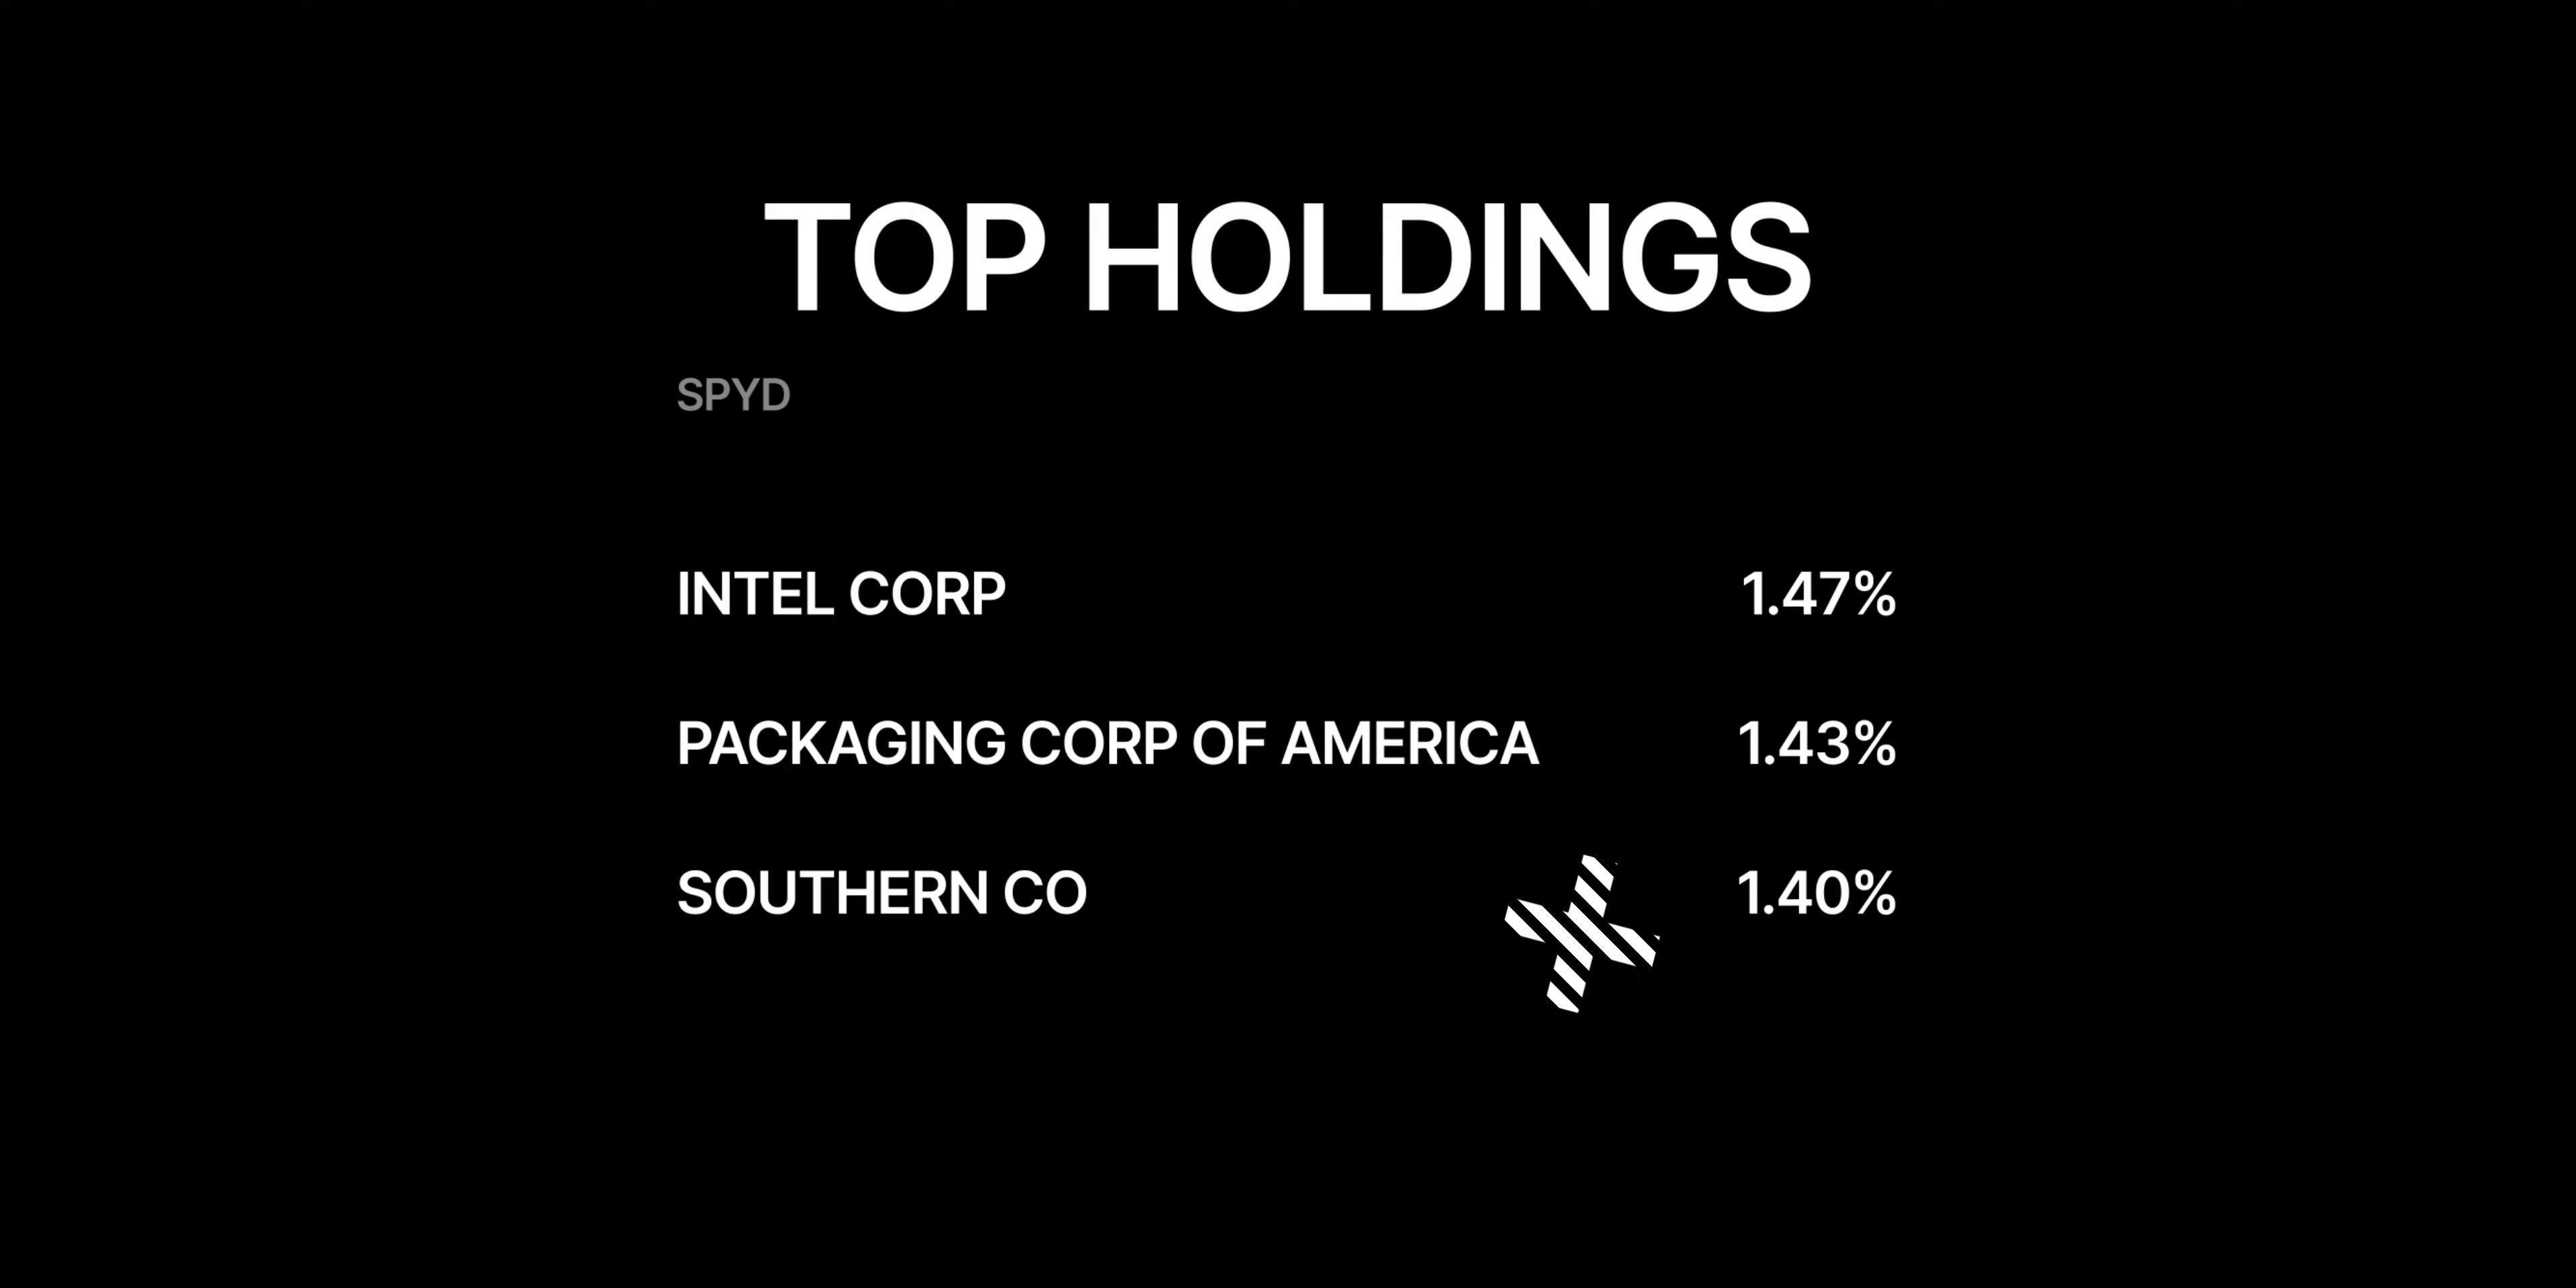 TOP HOLDINGS
SPYD
INTEL CORP 1.47%
PACKAGING CORP OF AMERICA 1.43%
SOUTHERN CO 1.40%